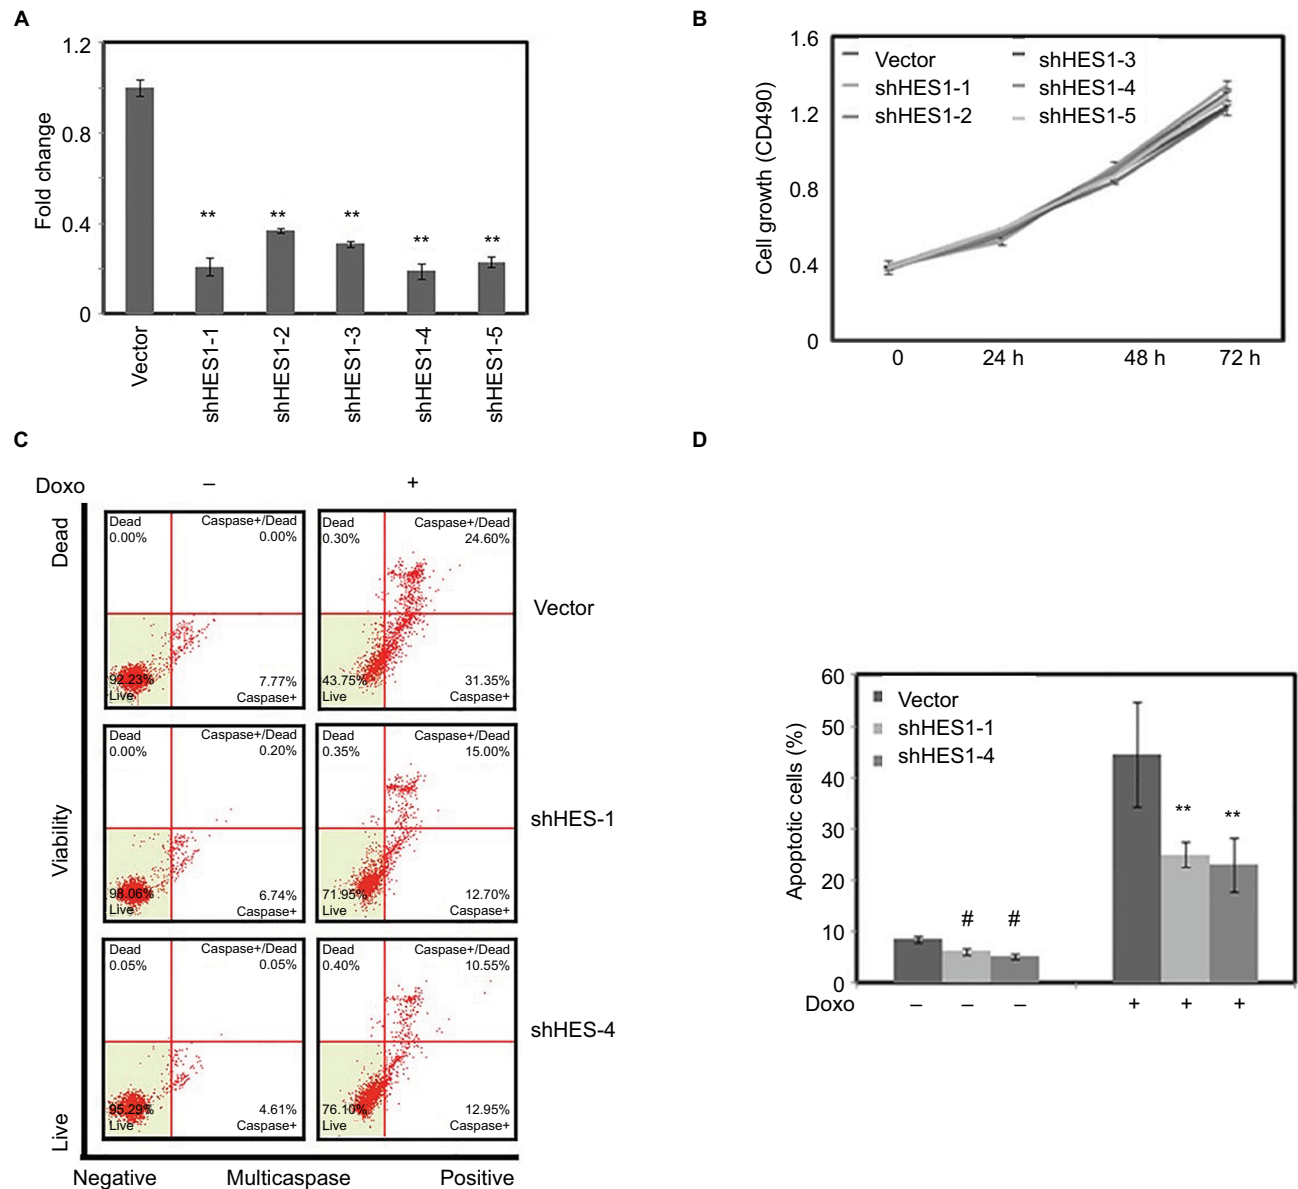 A
1.2
0.8
0.4
0
Fold change
** ** ** ** **
Vector
shHES1-1
shHES1-2
shHES1-3
shHES1-4
shHES1-5
B
1.6
1.2
0.8
0.4
0
Cell growth (CD490)
Vector
shHES1-1
shHES1-2
shHES1-3
shHES1-4
shHES1-5
0 24 h 48 h 72 h
C
Doxo – +
Dead
Viability
Live
Dead
0.00%
Caspase+/Dead
0.00%
92.23%
Live
7.77%
Caspase+
Dead
0.30%
Caspase+/Dead
24.60%
43.75%
Live
31.35%
Caspase+
Vector
Dead
0.00%
Caspase+/Dead
0.20%
98.06%
Live
6.74%
Caspase+
Dead
0.35%
Caspase+/Dead
15.00%
71.95%
Live
12.70%
Caspase+
shHES-1
Dead
0.05%
Caspase+/Dead
0.05%
95.29%
Live
4.61%
Caspase+
Dead
0.40%
Caspase+/Dead
10.55%
76.10%
Live
12.95%
Caspase+
shHES-4
Negative Multicaspase Positive
D
60
50
40
30
20
10
0
Apoptotic cells (%)
Vector
shHES1-1
shHES1-4
# # ** **
Doxo – – – + + +